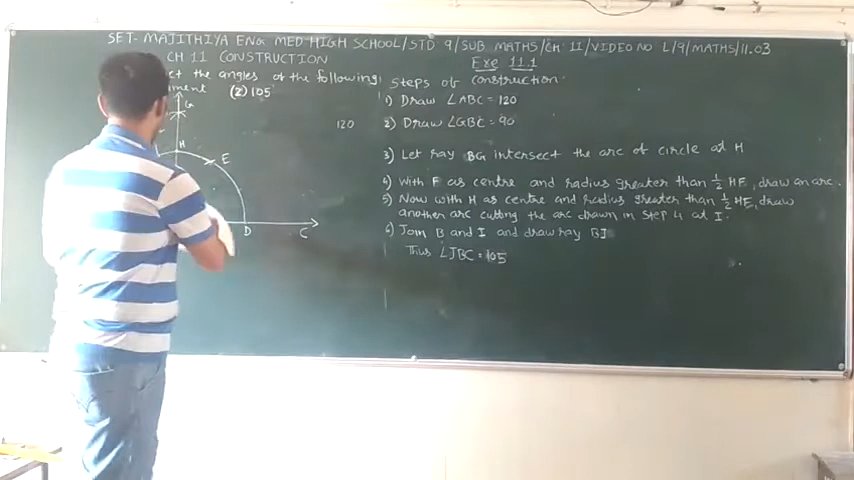 SET- MAJITHIYA ENG MED HIGH SCHOOL/STD 9/SUB MATHS/CH 11/VIDEO NO L/9/MATHS/11.03
CH 11 CONSTRUCTION
Exe 11.1
ct the angles of the following
ment (2) 105
G
H
E
D
C
120
Steps of construction.
1) Draw ∠ABC = 120
2) Draw ∠GBC = 90
3) Let ray BG intersect the arc of circle at H
4) With F as centre and radius greater than 1/2 HF, draw an arc.
5) Now with H as centre and radius greater than 1/2 HF, draw
another arc cutting the arc drawn in Step 4 at I.
6) Join B and I and draw ray BJ
Thus ∠JBC = 105